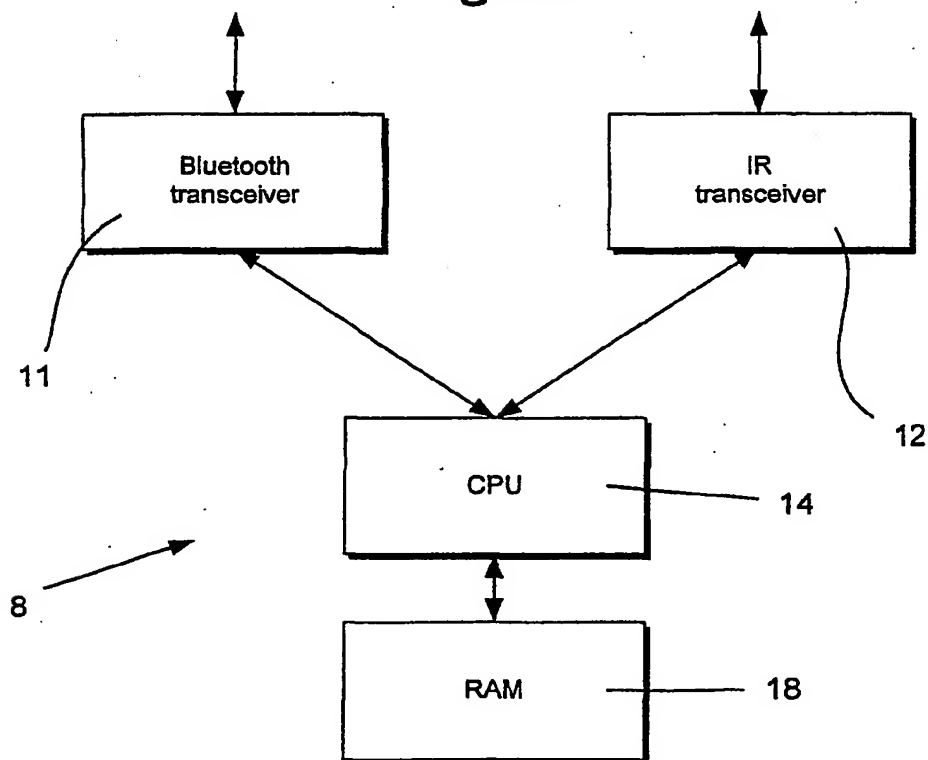 Bluetooth
transceiver
IR
transceiver
11
12
CPU
14
8
RAM
18